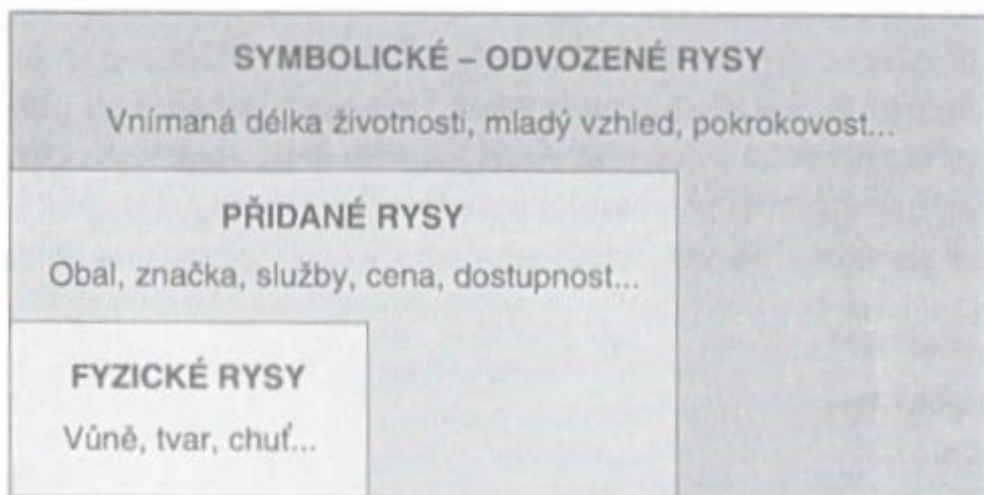 SYMBOLICKÉ – ODVOZENÉ RYSY
Vnímaná délka životnosti, mladý vzhled, pokrokovost...
PŘIDANÉ RYSY
Obal, značka, služby, cena, dostupnost...
FYZICKÉ RYSY
Vůně, tvar, chuť...